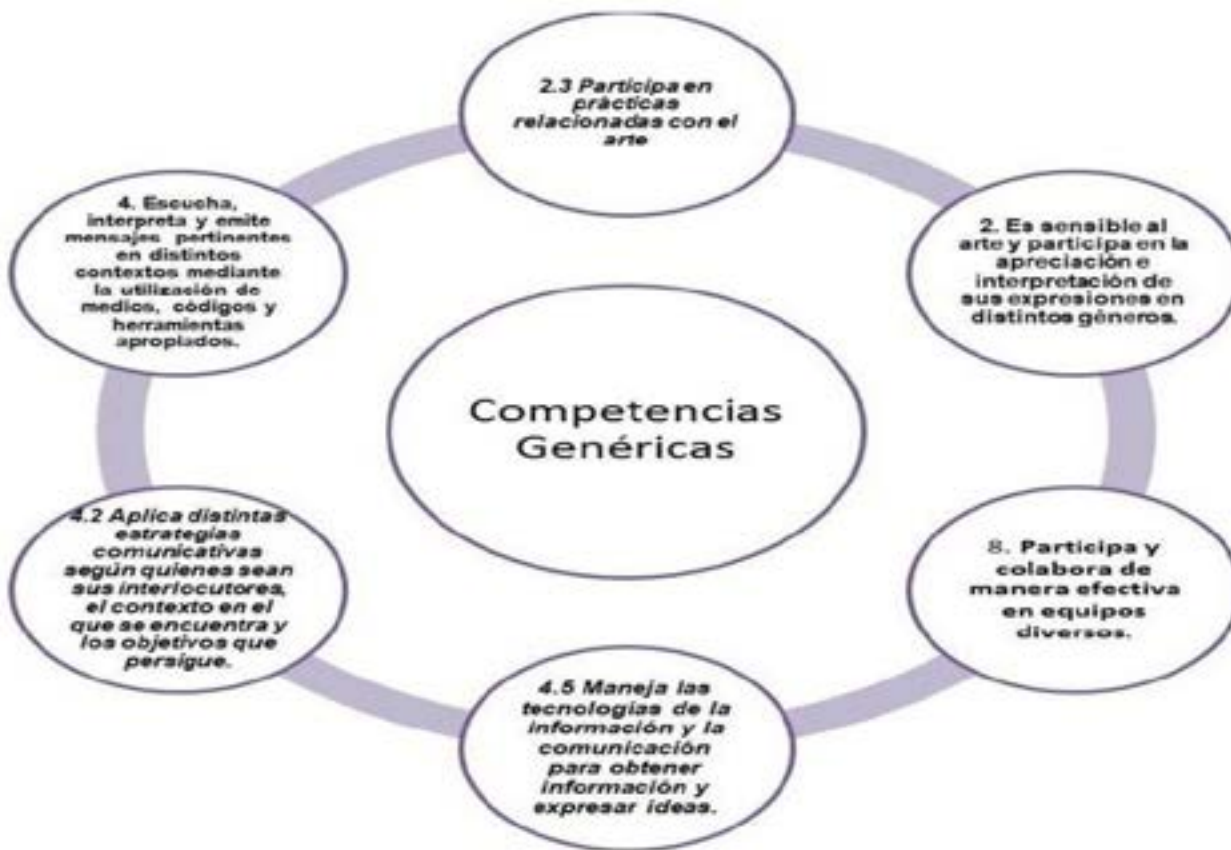 2.3 Participa en
prácticas
relacionadas con el
arte
2. Es sensible al
arte y participa en la
apreciación e
interpretación de
sus expresiones en
distintos géneros.
8. Participa y
colabora de
manera efectiva
en equipos
diversos.
4.5 Maneja las
tecnologías de la
información y la
comunicación
para obtener
información y
expresar ideas.
4.2 Aplica distintas
estrategias
comunicativas
según quienes sean
sus interlocutores,
el contexto en el
que se encuentra y
los objetivos que
persigue.
4. Escucha,
interpreta y emite
mensajes pertinentes
en distintos
contextos mediante
la utilización de
medios, códigos y
herramientas
apropiados.
Competencias
Genéricas